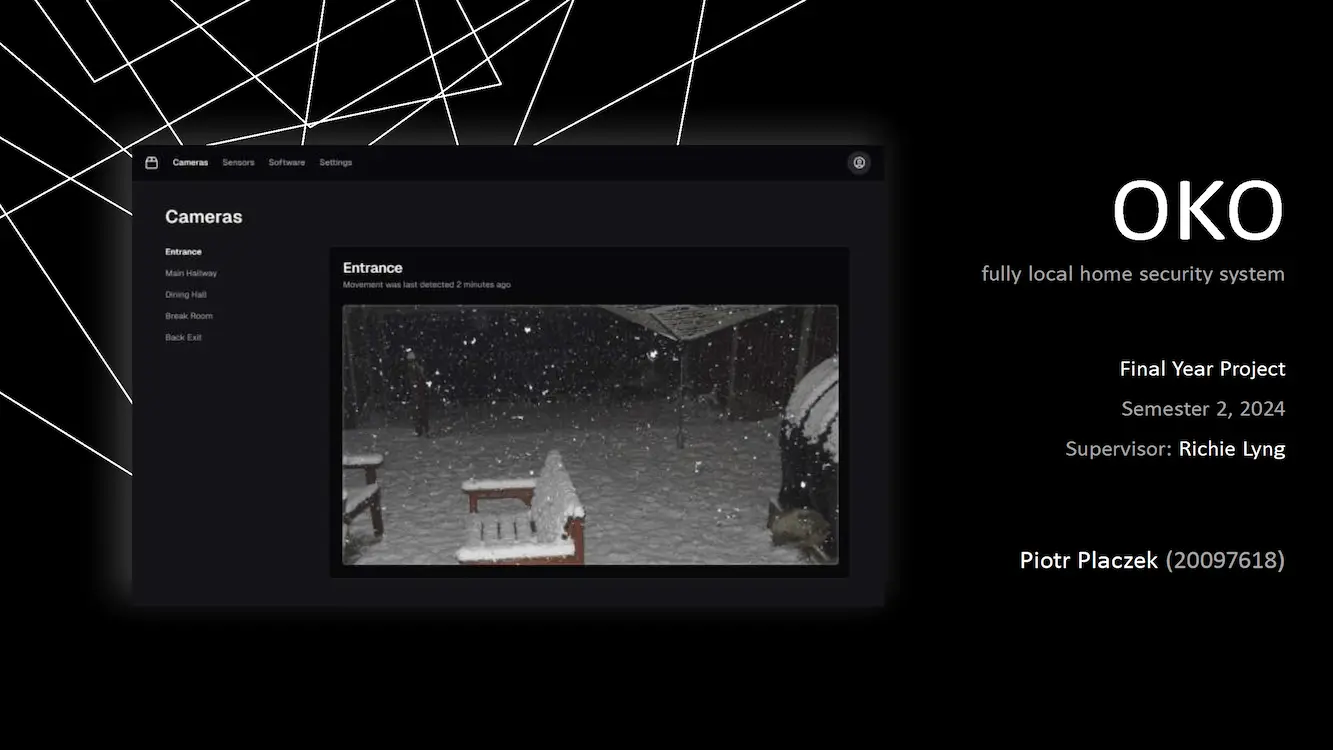 Cameras Sensors Software Settings
Cameras
Entrance
Main Hallway
Dining Hall
Break Room
Back Exit
Entrance
Movement was last detected 2 minutes ago
OKO
fully local home security system
Final Year Project
Semester 2, 2024
Supervisor: Richie Lyng
Piotr Placzek (20097618)